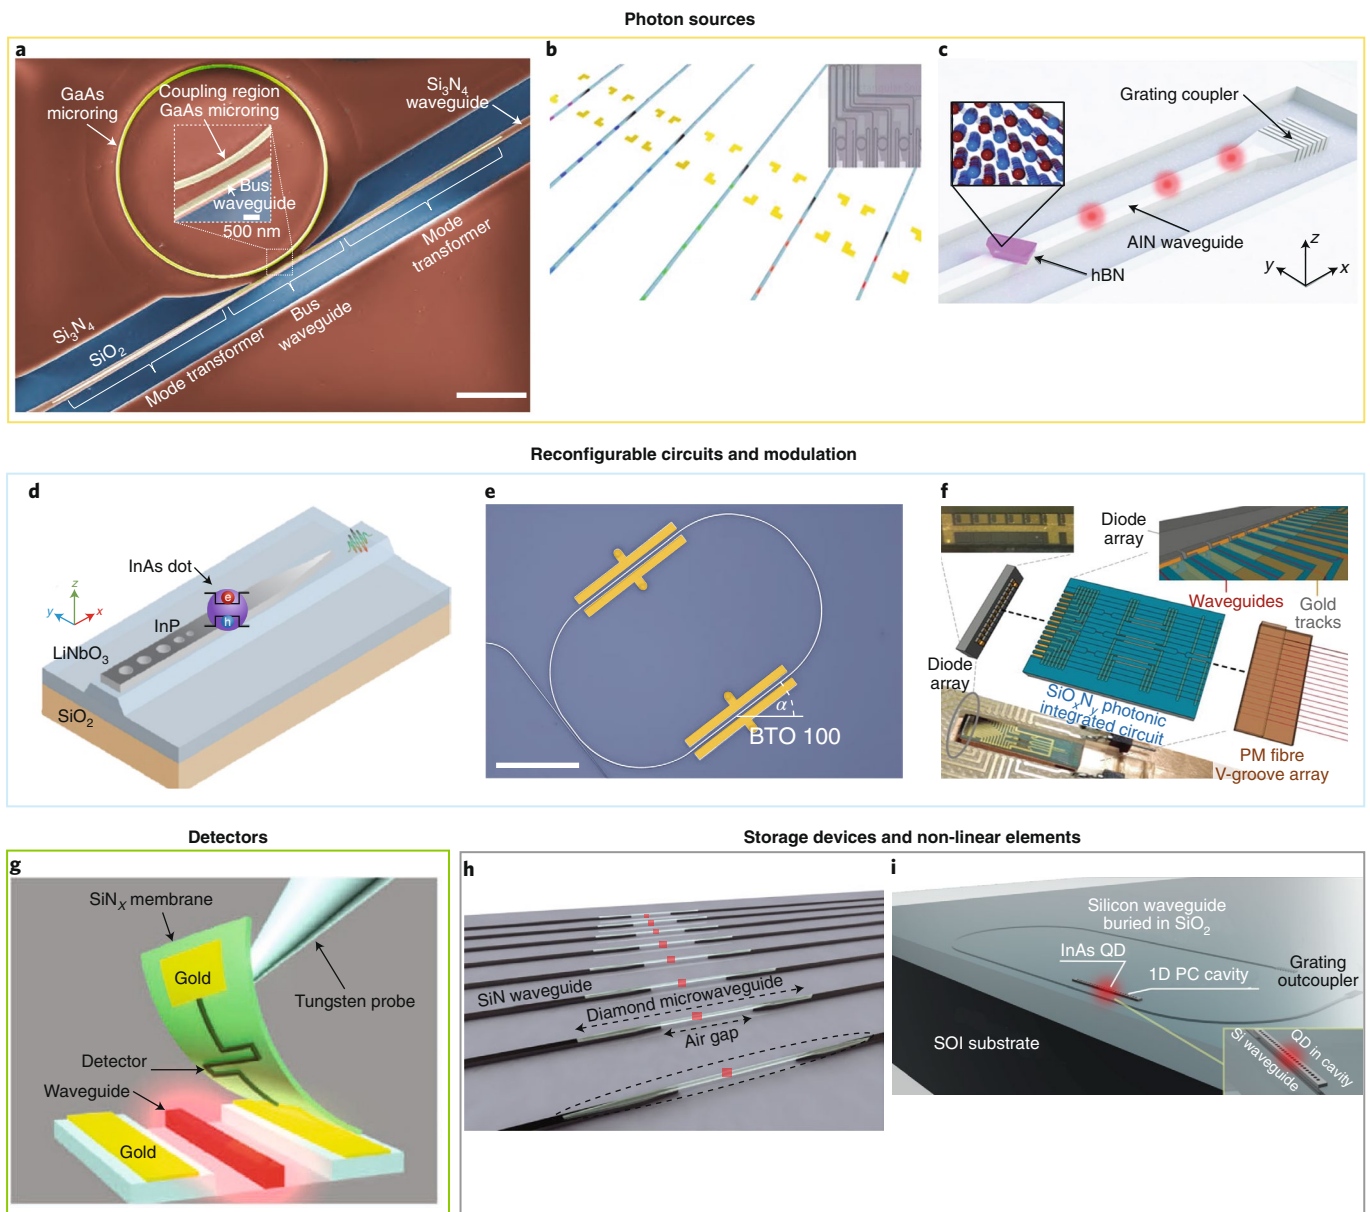 Photon sources
a
GaAs
microring
Coupling region
GaAs microring
Bus
waveguide
500 nm
Si₃N₄
waveguide
Mode
transformer
Bus
waveguide
Mode transformer
Si₃N₄
SiO₂
b
c
Grating coupler
AlN waveguide
hBN
z
y
x
Reconfigurable circuits and modulation
d
InAs dot
e
h
z
y
x
InP
LiNbO₃
SiO₂
e
α
BTO 100
f
Diode
array
Waveguides
Gold
tracks
Diode
array
SiOₓNᵧ photonic
integrated circuit
PM fibre
V-groove array
Detectors
g
SiNₓ membrane
Gold
Tungsten probe
Detector
Waveguide
Gold
Storage devices and non-linear elements
h
SiN waveguide
Diamond microwaveguide
Air gap
i
Silicon waveguide
buried in SiO₂
InAs QD
1D PC cavity
Grating
outcoupler
SOI substrate
QD in cavity
Si waveguide